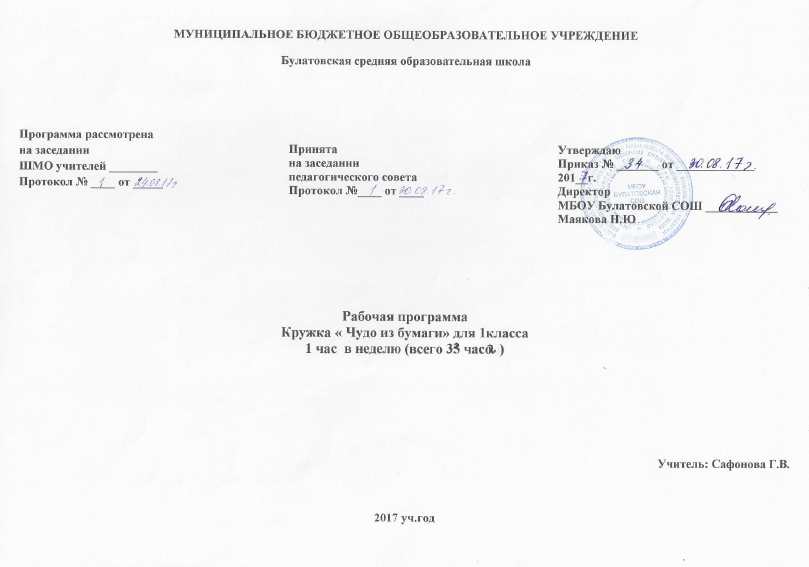 МУНИЦИПАЛЬНОЕ БЮДЖЕТНОЕ ОБЩЕОБРАЗОВАТЕЛЬНОЕ УЧРЕЖДЕНИЕ
Булатовская средняя образовательная школа
Программа рассмотрена
на заседании
ШМО учителей ________
Протокол № 1 от 29.08.17г
Принята
на заседании
педагогического совета
Протокол № 1 от 30.08.17г.
Утверждаю
Приказ № 34 от 30.08.17г.
2017г.
Директор
МБОУ Булатовской СОШ
Маякова Н.Ю
МБОУ
БУЛАТОВСКАЯ
СОШ
Рабочая программа
Кружка « Чудо из бумаги» для 1класса
1 час в неделю (всего 33 часа )
Учитель: Сафонова Г.В.
2017 уч.год